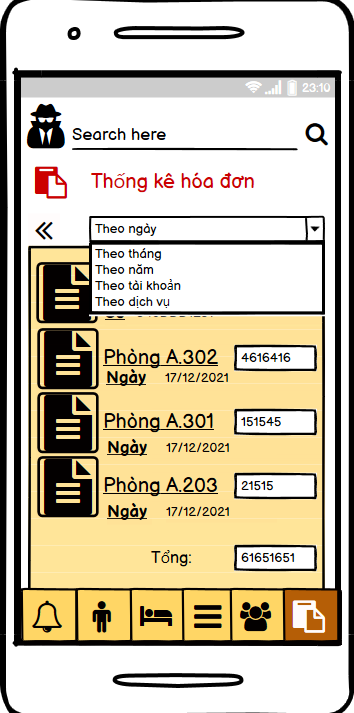 23:10
Search here
Thống kê hóa đơn
Theo ngày
Theo tháng
Theo năm
Theo tài khoản
Theo dịch vụ
Phòng A.302 4616416
Ngày 17/12/2021
Phòng A.301 151545
Ngày 17/12/2021
Phòng A.203 21515
Ngày 17/12/2021
Tổng: 61651651